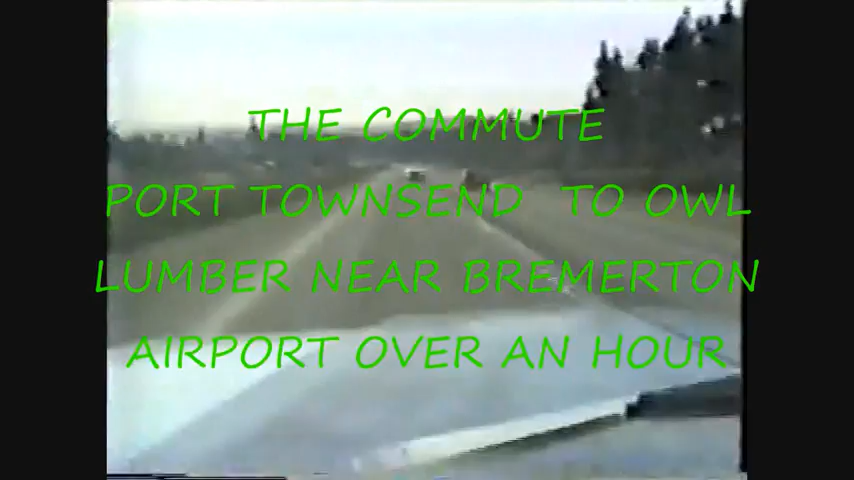 THE COMMUTE
PORT TOWNSEND TO OWL
LUMBER NEAR BREMERTON
AIRPORT OVER AN HOUR